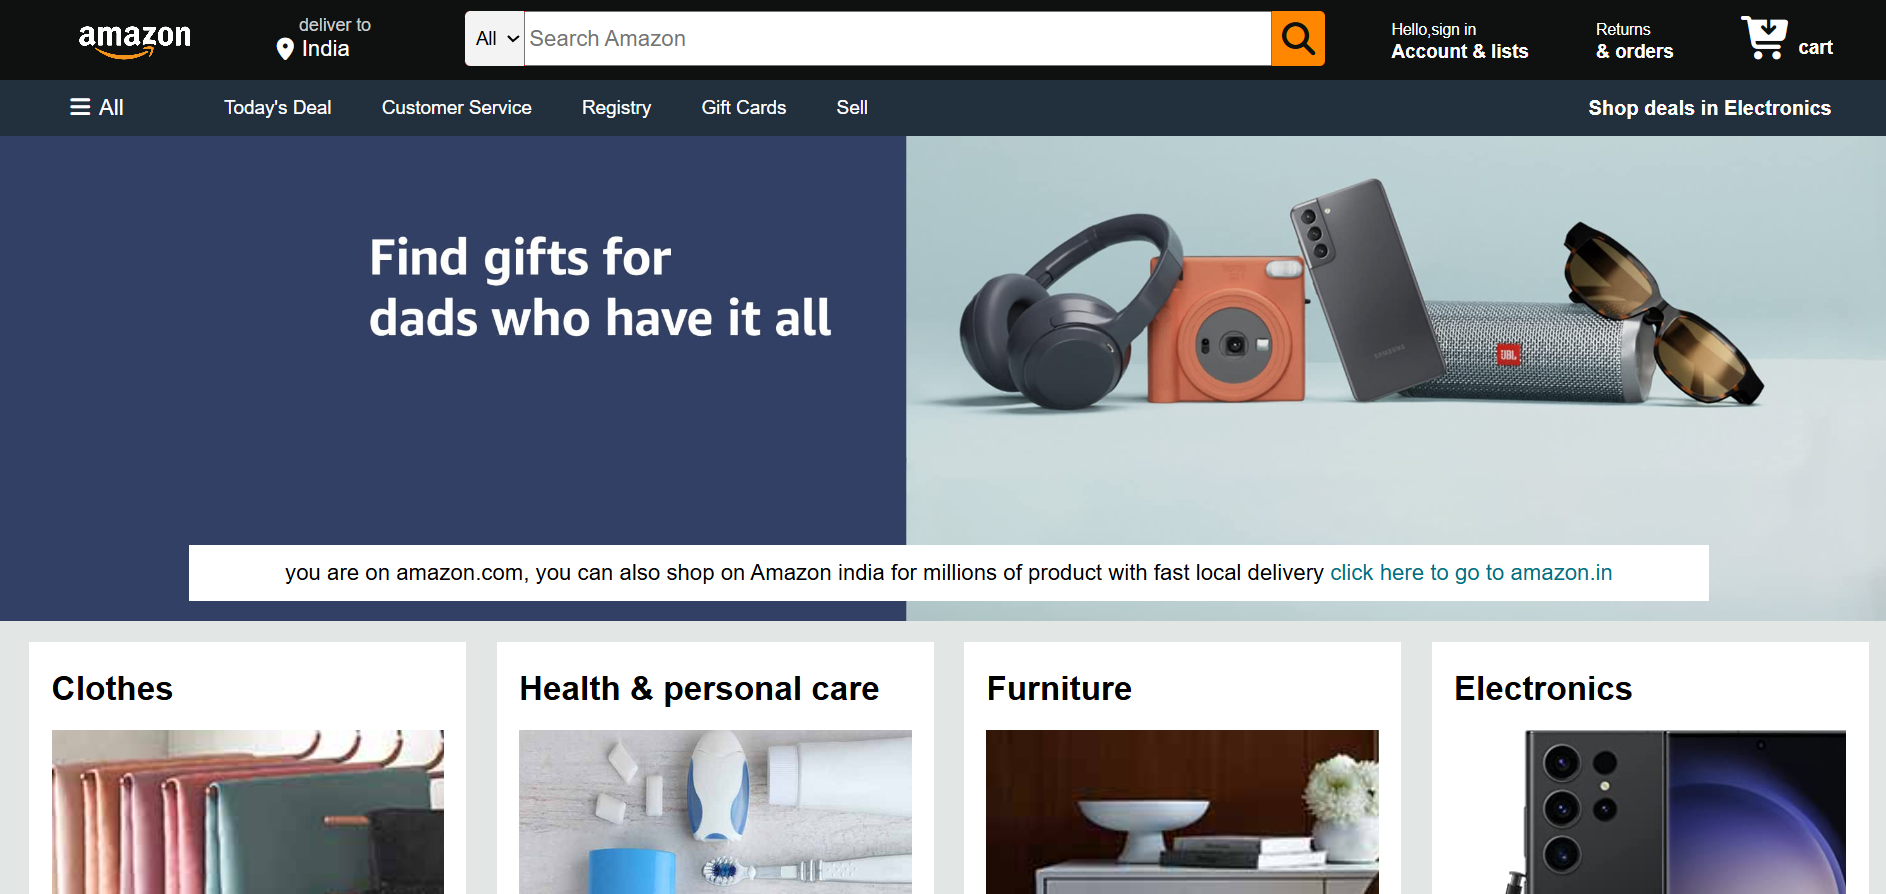 amazon
deliver to
India
All
Search Amazon
Hello,sign in
Account & lists
Returns
& orders
cart
All
Today's Deal
Customer Service
Registry
Gift Cards
Sell
Shop deals in Electronics
Find gifts for
dads who have it all
SAMSUNG
JBL
you are on amazon.com, you can also shop on Amazon india for millions of product with fast local delivery click here to go to amazon.in
Clothes
Health & personal care
Furniture
Electronics